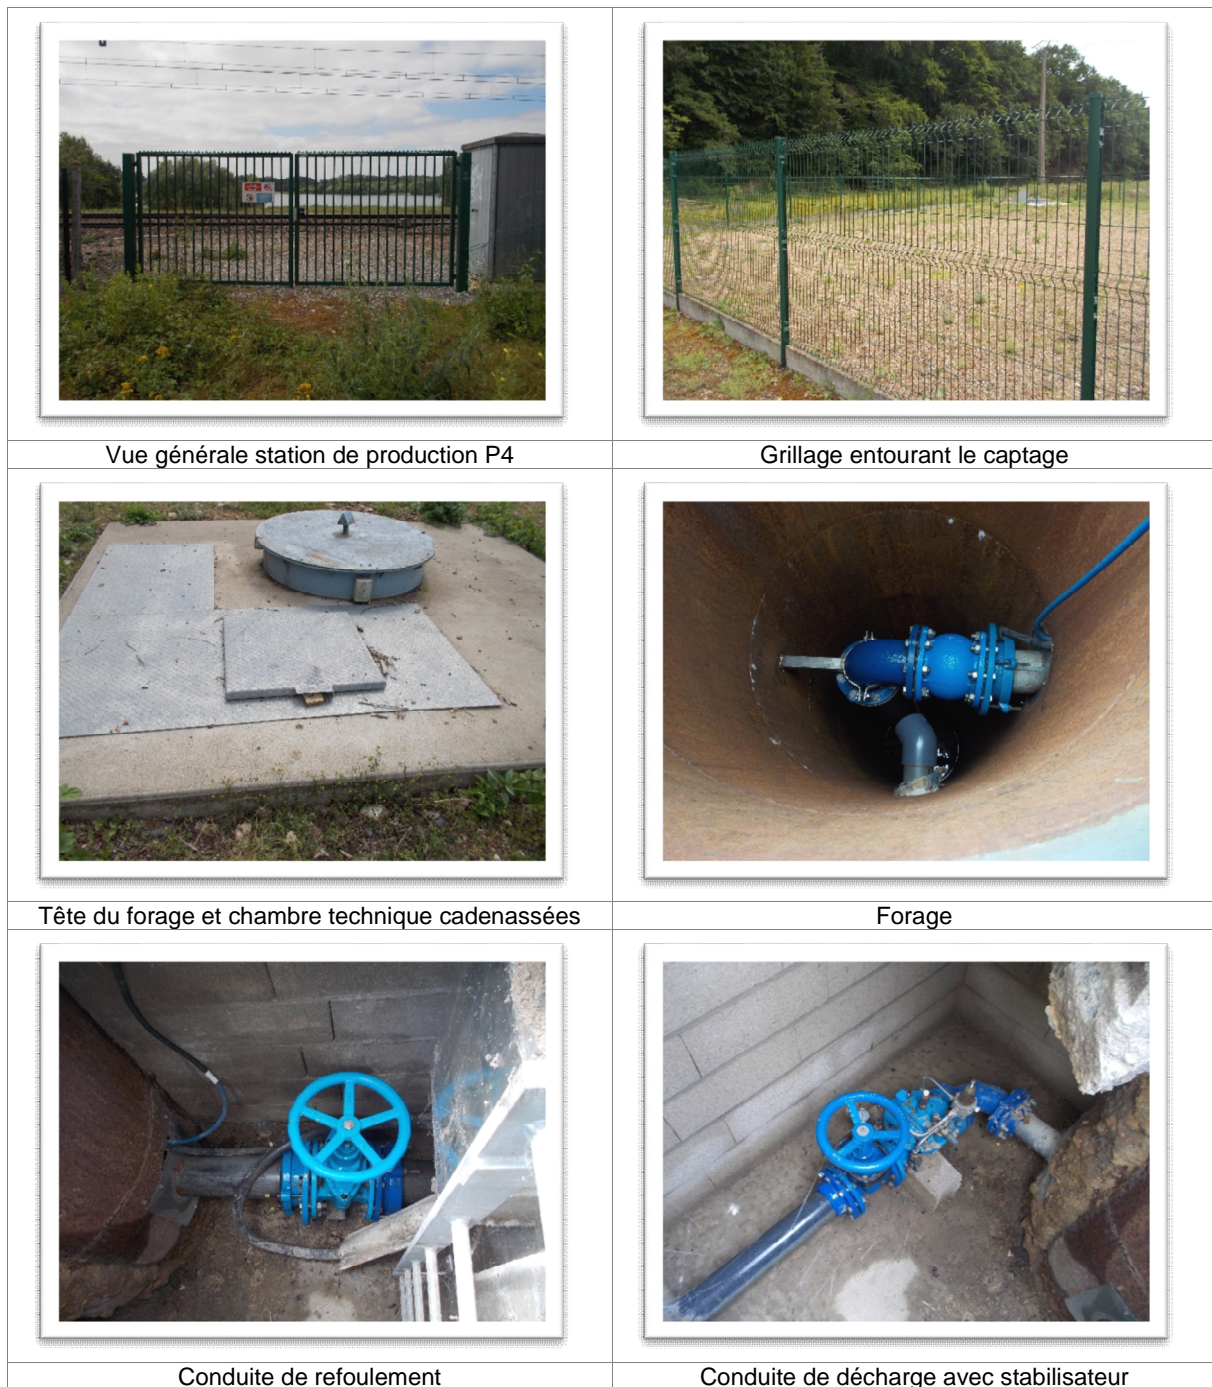 Vue générale station de production P4
Grillage entourant le captage
Tête du forage et chambre technique cadenassées
Forage
Conduite de refoulement
Conduite de décharge avec stabilisateur